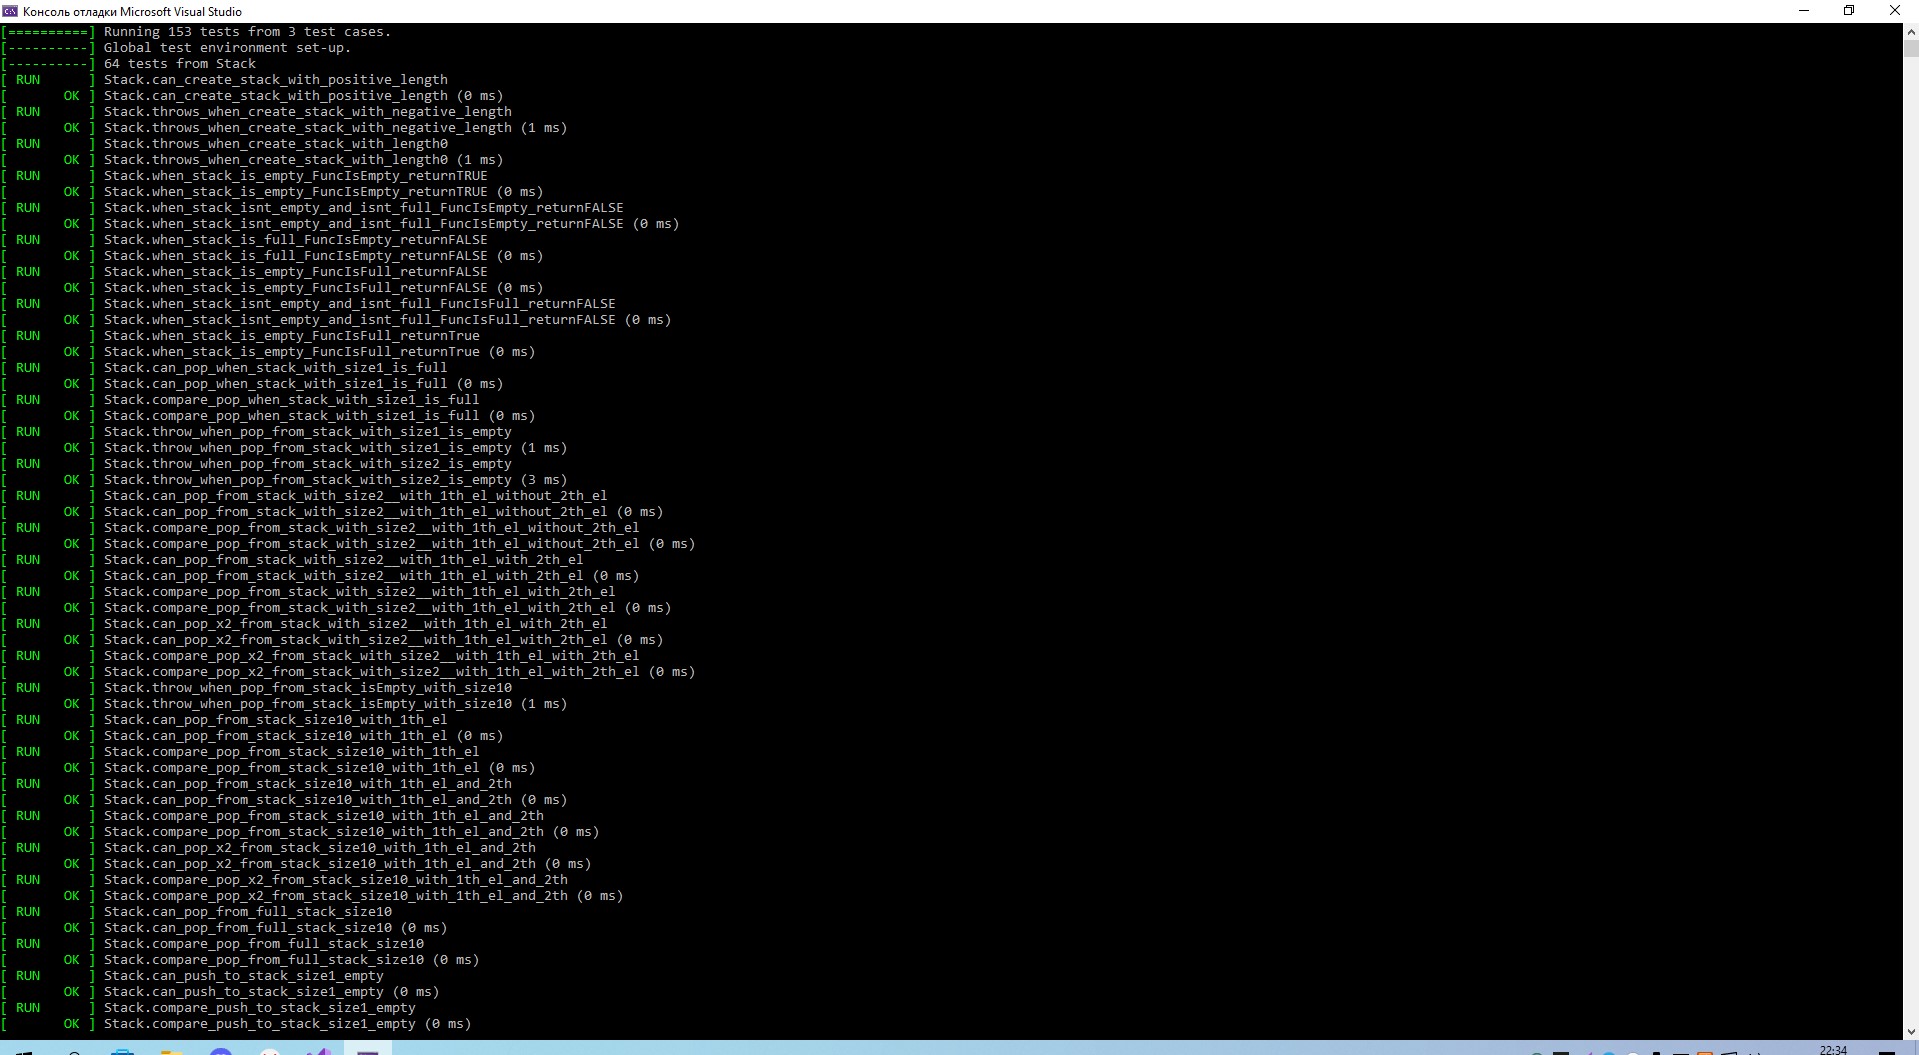 Консоль отладки Microsoft Visual Studio
[==========] Running 153 tests from 3 test cases.
[----------] Global test environment set-up.
[----------] 64 tests from Stack
[ RUN      ] Stack.can_create_stack_with_positive_length
[       OK ] Stack.can_create_stack_with_positive_length (0 ms)
[ RUN      ] Stack.throws_when_create_stack_with_negative_length
[       OK ] Stack.throws_when_create_stack_with_negative_length (1 ms)
[ RUN      ] Stack.throws_when_create_stack_with_length0
[       OK ] Stack.throws_when_create_stack_with_length0 (1 ms)
[ RUN      ] Stack.when_stack_is_empty_FuncIsEmpty_returnTRUE
[       OK ] Stack.when_stack_is_empty_FuncIsEmpty_returnTRUE (0 ms)
[ RUN      ] Stack.when_stack_isnt_empty_and_isnt_full_FuncIsEmpty_returnFALSE
[       OK ] Stack.when_stack_isnt_empty_and_isnt_full_FuncIsEmpty_returnFALSE (0 ms)
[ RUN      ] Stack.when_stack_is_full_FuncIsEmpty_returnFALSE
[       OK ] Stack.when_stack_is_full_FuncIsEmpty_returnFALSE (0 ms)
[ RUN      ] Stack.when_stack_is_empty_FuncIsFull_returnFALSE
[       OK ] Stack.when_stack_is_empty_FuncIsFull_returnFALSE (0 ms)
[ RUN      ] Stack.when_stack_isnt_empty_and_isnt_full_FuncIsFull_returnFALSE
[       OK ] Stack.when_stack_isnt_empty_and_isnt_full_FuncIsFull_returnFALSE (0 ms)
[ RUN      ] Stack.when_stack_is_empty_FuncIsFull_returnTrue
[       OK ] Stack.when_stack_is_empty_FuncIsFull_returnTrue (0 ms)
[ RUN      ] Stack.can_pop_when_stack_with_size1_is_full
[       OK ] Stack.can_pop_when_stack_with_size1_is_full (0 ms)
[ RUN      ] Stack.compare_pop_when_stack_with_size1_is_full
[       OK ] Stack.compare_pop_when_stack_with_size1_is_full (0 ms)
[ RUN      ] Stack.throw_when_pop_from_stack_with_size1_is_empty
[       OK ] Stack.throw_when_pop_from_stack_with_size1_is_empty (1 ms)
[ RUN      ] Stack.throw_when_pop_from_stack_with_size2_is_empty
[       OK ] Stack.throw_when_pop_from_stack_with_size2_is_empty (3 ms)
[ RUN      ] Stack.can_pop_from_stack_with_size2__with_1th_el_without_2th_el
[       OK ] Stack.can_pop_from_stack_with_size2__with_1th_el_without_2th_el (0 ms)
[ RUN      ] Stack.compare_pop_from_stack_with_size2__with_1th_el_without_2th_el
[       OK ] Stack.compare_pop_from_stack_with_size2__with_1th_el_without_2th_el (0 ms)
[ RUN      ] Stack.can_pop_from_stack_with_size2__with_1th_el_with_2th_el
[       OK ] Stack.can_pop_from_stack_with_size2__with_1th_el_with_2th_el (0 ms)
[ RUN      ] Stack.compare_pop_from_stack_with_size2__with_1th_el_with_2th_el
[       OK ] Stack.compare_pop_from_stack_with_size2__with_1th_el_with_2th_el (0 ms)
[ RUN      ] Stack.can_pop_x2_from_stack_with_size2__with_1th_el_with_2th_el
[       OK ] Stack.can_pop_x2_from_stack_with_size2__with_1th_el_with_2th_el (0 ms)
[ RUN      ] Stack.compare_pop_x2_from_stack_with_size2__with_1th_el_with_2th_el
[       OK ] Stack.compare_pop_x2_from_stack_with_size2__with_1th_el_with_2th_el (0 ms)
[ RUN      ] Stack.throw_when_pop_from_stack_isEmpty_with_size10
[       OK ] Stack.throw_when_pop_from_stack_isEmpty_with_size10 (1 ms)
[ RUN      ] Stack.can_pop_from_stack_size10_with_1th_el
[       OK ] Stack.can_pop_from_stack_size10_with_1th_el (0 ms)
[ RUN      ] Stack.compare_pop_from_stack_size10_with_1th_el
[       OK ] Stack.compare_pop_from_stack_size10_with_1th_el (0 ms)
[ RUN      ] Stack.can_pop_from_stack_size10_with_1th_el_and_2th
[       OK ] Stack.can_pop_from_stack_size10_with_1th_el_and_2th (0 ms)
[ RUN      ] Stack.compare_pop_from_stack_size10_with_1th_el_and_2th
[       OK ] Stack.compare_pop_from_stack_size10_with_1th_el_and_2th (0 ms)
[ RUN      ] Stack.can_pop_x2_from_stack_size10_with_1th_el_and_2th
[       OK ] Stack.can_pop_x2_from_stack_size10_with_1th_el_and_2th (0 ms)
[ RUN      ] Stack.compare_pop_x2_from_stack_size10_with_1th_el_and_2th
[       OK ] Stack.compare_pop_x2_from_stack_size10_with_1th_el_and_2th (0 ms)
[ RUN      ] Stack.can_pop_from_full_stack_size10
[       OK ] Stack.can_pop_from_full_stack_size10 (0 ms)
[ RUN      ] Stack.compare_pop_from_full_stack_size10
[       OK ] Stack.compare_pop_from_full_stack_size10 (0 ms)
[ RUN      ] Stack.can_push_to_stack_size1_empty
[       OK ] Stack.can_push_to_stack_size1_empty (0 ms)
[ RUN      ] Stack.compare_push_to_stack_size1_empty
[       OK ] Stack.compare_push_to_stack_size1_empty (0 ms)
22:34